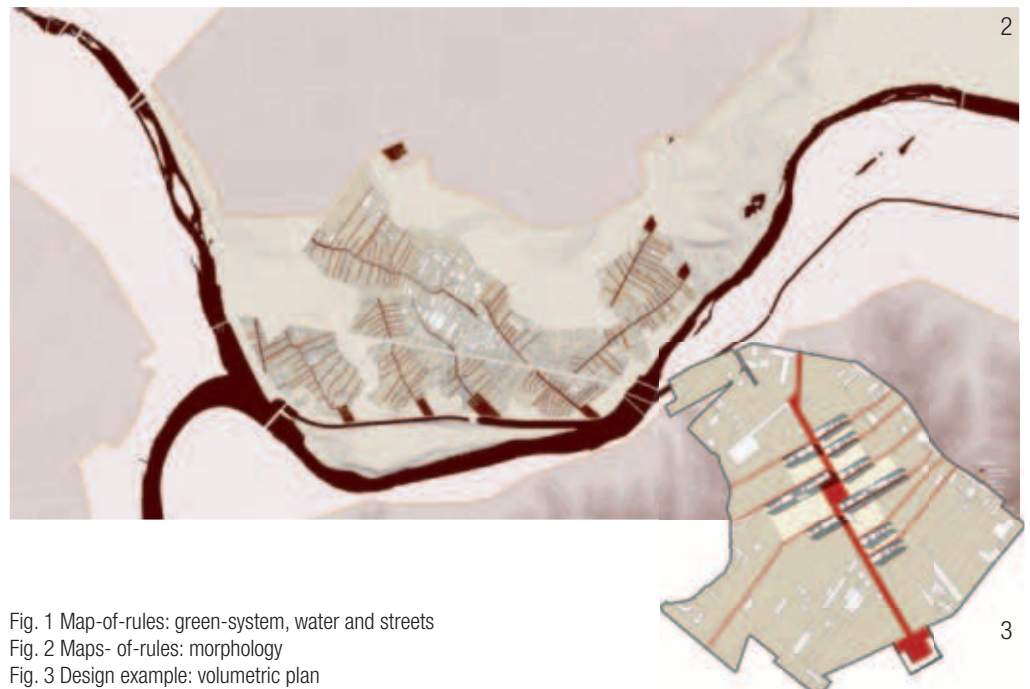 2
3
Fig. 1 Map-of-rules: green-system, water and streets
Fig. 2 Maps- of-rules: morphology
Fig. 3 Design example: volumetric plan